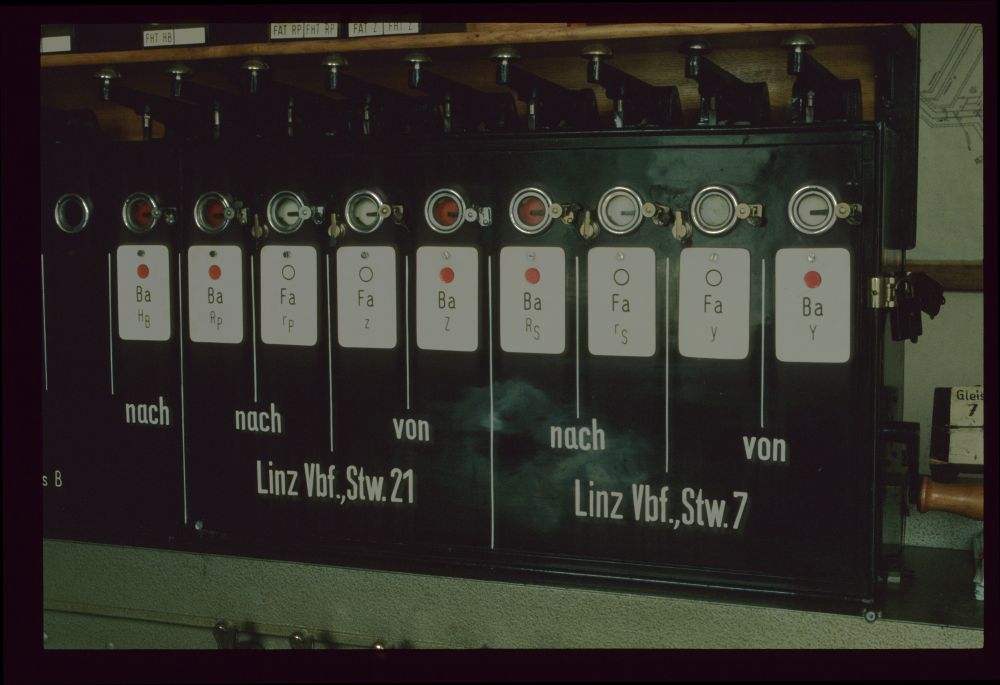 FHT HB
FAT RP FHT RP
FAT Z FHT Z
Ba
HB
Ba
RP
Fa
rP
Fa
z
Ba
Z
Ba
RS
Fa
rS
Fa
y
Ba
Y
Gleis
7
nach
nach
von
nach
von
s B
Linz Vbf.,Stw. 21
Linz Vbf.,Stw. 7